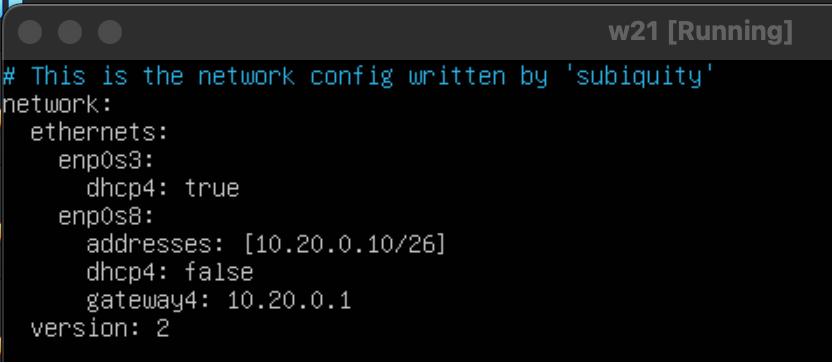 w21 [Running]
# This is the network config written by 'subiquity'
network:
  ethernets:
    enp0s3:
      dhcp4: true
    enp0s8:
      addresses: [10.20.0.10/26]
      dhcp4: false
      gateway4: 10.20.0.1
  version: 2